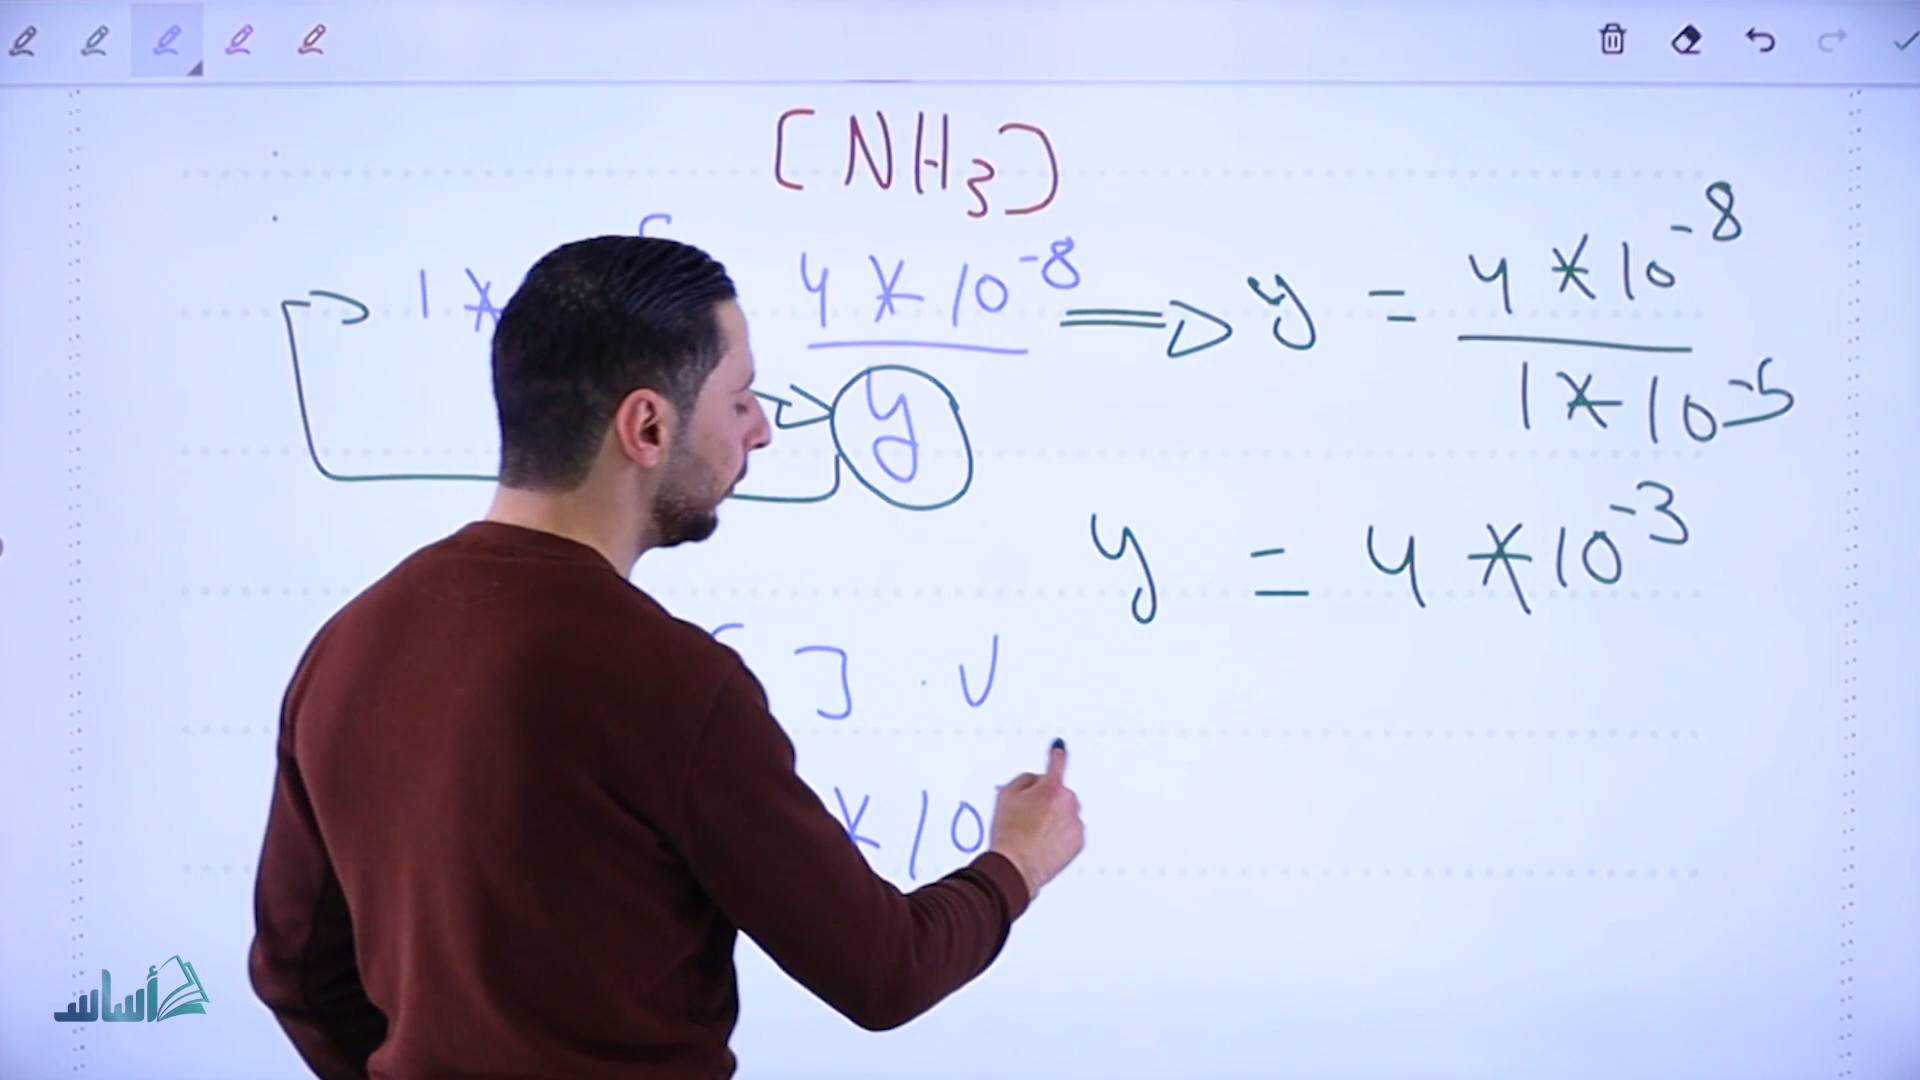 [NH₃]
1 * 4 * 10⁻⁸ / y ⇒ y = 4 * 10⁻⁸ / 1 * 10⁻⁵
y = 4 * 10⁻³
] . V
* 10
أساس